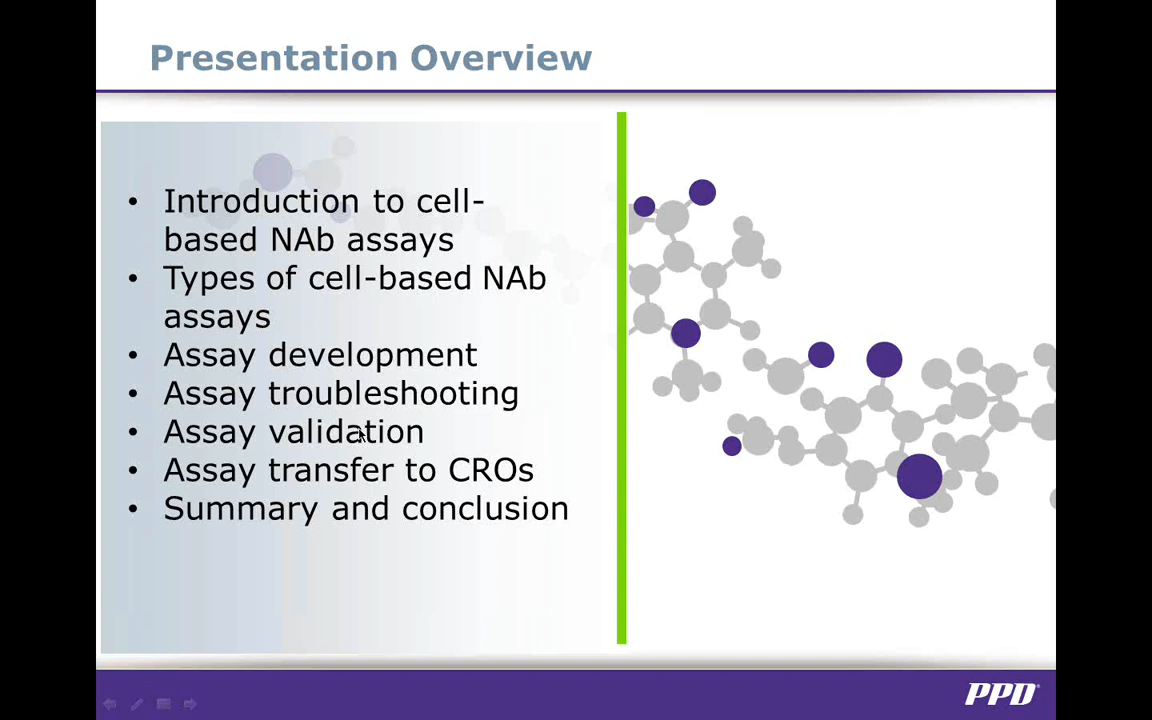 Presentation Overview
• Introduction to cell-
based NAb assays
• Types of cell-based NAb
assays
• Assay development
• Assay troubleshooting
• Assay validation
• Assay transfer to CROs
• Summary and conclusion
PPD®